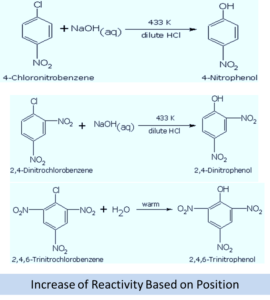 Cl OH
+ NaOH(aq) 433 K
dilute HCl
NO₂ NO₂
4-Chloronitrobenzene 4-Nitrophenol
Cl OH
NO₂ + NaOH(aq) 433 K NO₂
dilute HCl
NO₂ NO₂
2,4-Dinitrochlorobenzene 2,4-Dinitrophenol
Cl OH
O₂N NO₂ + H₂O warm O₂N NO₂
NO₂ NO₂
2,4,6-Trinitrochlorobenzene 2,4,6-Trinitrophenol
Increase of Reactivity Based on Position